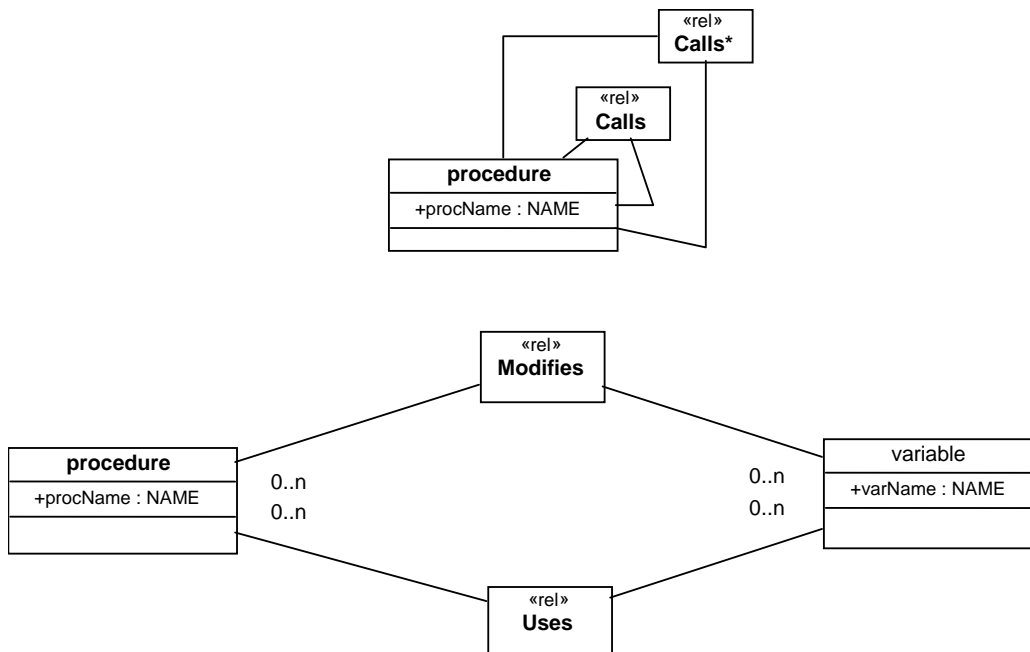 «rel»
Calls*
«rel»
Calls
procedure
+procName : NAME
«rel»
Modifies
procedure
+procName : NAME
0..n
0..n
0..n
0..n
variable
+varName : NAME
«rel»
Uses